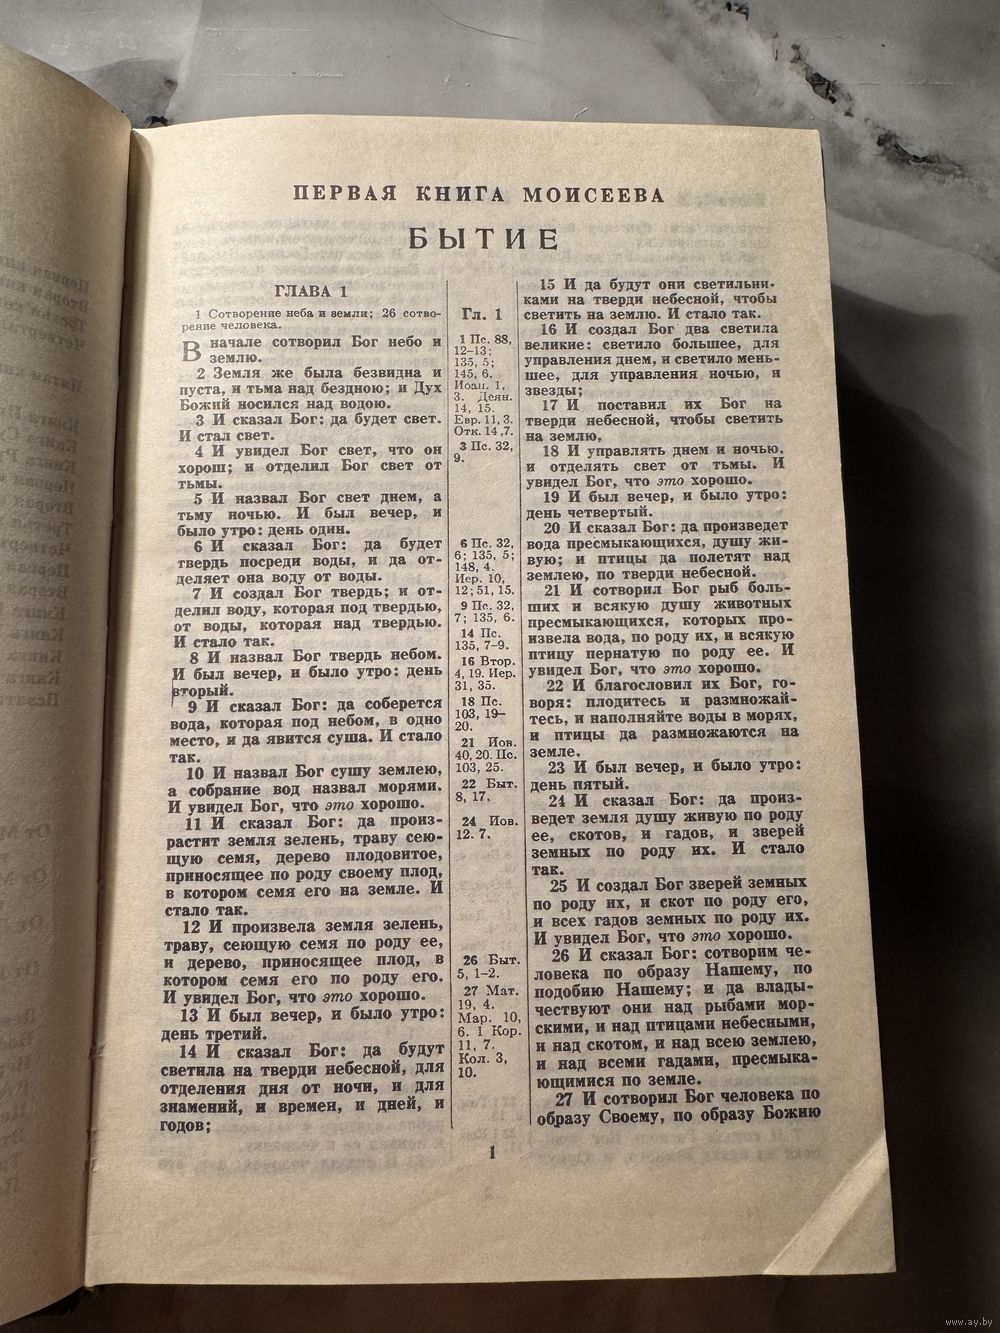 ПЕРВАЯ КНИГА МОИСЕЕВА
БЫТИЕ
ГЛАВА 1
1 Сотворение неба и земли; 26 сотво-
рение человека.
В начале сотворил Бог небо и
землю.
2 Земля же была безвидна и
пуста, и тьма над бездною; и Дух
Божий носился над водою.
3 И сказал Бог: да будет свет.
И стал свет.
4 И увидел Бог свет, что он
хорош; и отделил Бог свет от
тьмы.
5 И назвал Бог свет днем, а
тьму ночью. И был вечер, и
было утро: день один.
6 И сказал Бог: да будет
твердь посреди воды, и да от-
деляет она воду от воды.
7 И создал Бог твердь; и от-
делил воду, которая под твердью,
от воды, которая над твердью.
И стало так.
8 И назвал Бог твердь небом.
И был вечер, и было утро: день
второй.
9 И сказал Бог: да соберется
вода, которая под небом, в одно
место, и да явится суша. И стало
так.
10 И назвал Бог сушу землею,
а собрание вод назвал морями.
И увидел Бог, что это хорошо.
11 И сказал Бог: да произ-
растит земля зелень, траву сею-
щую семя, дерево плодовитое,
приносящее по роду своему плод,
в котором семя его на земле. И
стало так.
12 И произвела земля зелень,
траву, сеющую семя по роду ее,
и дерево, приносящее плод, в
котором семя его по роду его.
И увидел Бог, что это хорошо.
13 И был вечер, и было утро:
день третий.
14 И сказал Бог: да будут
светила на тверди небесной, для
отделения дня от ночи, и для
знамений, и времен, и дней, и
годов;
Гл. 1
1 Пс. 88,
12–13;
135, 5;
145, 6.
Иоан. 1,
3. Деян.
14, 15.
Евр. 11, 3.
Отк. 14,7.
3 Пс. 32,
9.
6 Пс. 32,
6; 135, 5;
148, 4.
Иер. 10,
12; 51, 15.
9 Пс. 32,
7; 135, 6.
14 Пс.
135, 7–9.
16 Втор.
4, 19. Иер.
31, 35.
18 Пс.
103, 19–
20.
21 Иов.
40, 20. Пс.
103, 25.
22 Быт.
8, 17.
24 Иов.
12. 7.
26 Быт.
5, 1–2.
27 Мат.
19, 4.
Мар. 10,
6. 1 Кор.
11, 7.
Кол. 3,
10.
15 И да будут они светильни-
ками на тверди небесной, чтобы
светить на землю. И стало так.
16 И создал Бог два светила
великие: светило большее, для
управления днем, и светило мень-
шее, для управления ночью, и
звезды;
17 И поставил их Бог на
тверди небесной, чтобы светить
на землю,
18 И управлять днем и ночью,
и отделять свет от тьмы. И
увидел Бог, что это хорошо.
19 И был вечер, и было утро:
день четвертый.
20 И сказал Бог: да произведет
вода пресмыкающихся, душу жи-
вую; и птицы да полетят над
землею, по тверди небесной.
21 И сотворил Бог рыб боль-
ших и всякую душу животных
пресмыкающихся, которых про-
извела вода, по роду их, и всякую
птицу пернатую по роду ее. И
увидел Бог, что это хорошо.
22 И благословил их Бог, го-
воря: плодитесь и размножай-
тесь, и наполняйте воды в морях,
и птицы да размножаются на
земле.
23 И был вечер, и было утро:
день пятый.
24 И сказал Бог: да произ-
ведет земля душу живую по роду
ее, скотов, и гадов, и зверей
земных по роду их. И стало
так.
25 И создал Бог зверей земных
по роду их, и скот по роду его,
и всех гадов земных по роду их.
И увидел Бог, что это хорошо.
26 И сказал Бог: сотворим че-
ловека по образу Нашему, по
подобию Нашему; и да влады-
чествуют они над рыбами мор-
скими, и над птицами небесными,
и над скотом, и над всею землею,
и над всеми гадами, пресмыка-
ющимися по земле.
27 И сотворил Бог человека по
образу Своему, по образу Божию
1
www.ay.by